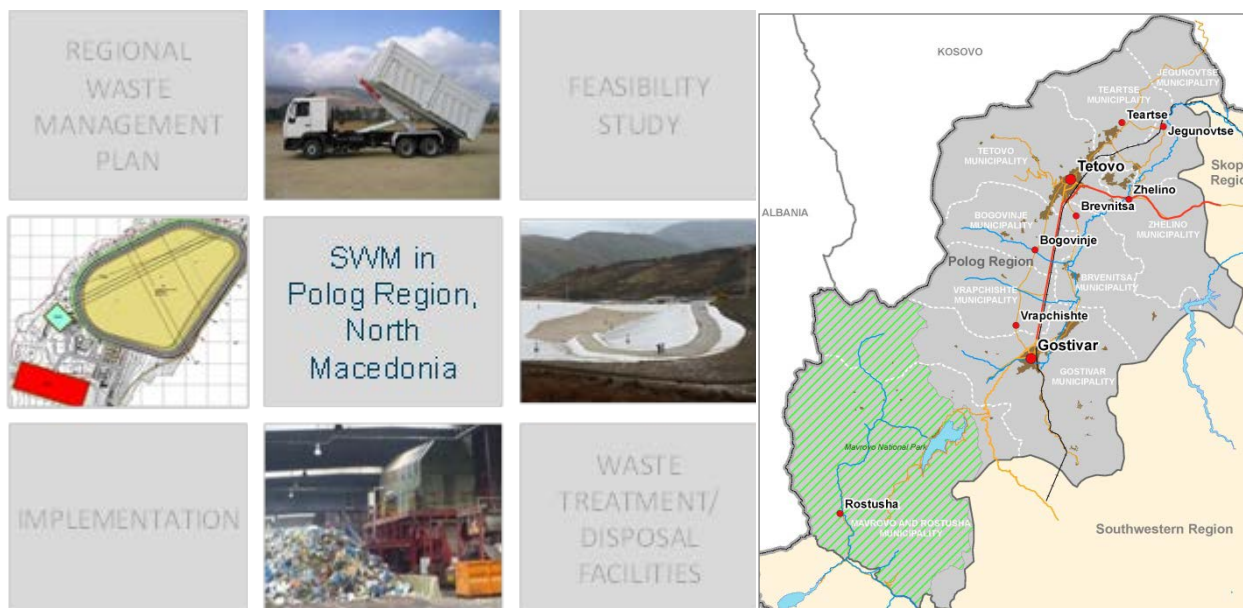 REGIONAL
WASTE
MANAGEMENT
PLAN
FEASIBILITY
STUDY
SWM in
Polog Region,
North
Macedonia
IMPLEMENTATION
WASTE
TREATMENT/
DISPOSAL
FACILITIES
KOSOVO
JEGUNOVTSE
MUNICIPALITY
TEARTSE
MUNICIPLAITY
Teartse
Jegunovtse
TETOVO
MUNICIPALITY
Tetovo
Skop
Regi
Zhelino
Brevnitsa
ALBANIA
BOGOVINJE
MUNICIPALITY
ZHELINO
MUNICIPALITY
Bogovinje
Polog Region
BRVENITSA
MUNICIPALITY
VRAPCHISHTE
MUNICIPALITY
Vrapchishte
Gostivar
GOSTIVAR
MUNICIPALITY
Mavrovo National Park
Rostusha
MAVROVO AND ROSTUSHA
MUNICIPALITY
Southwestern Region